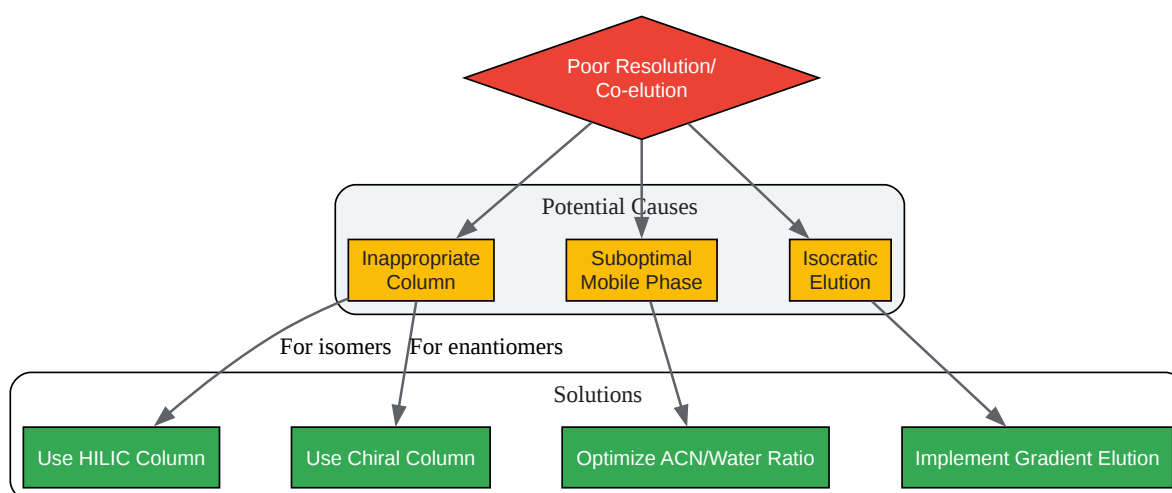 Poor Resolution/
Co-elution
Potential Causes
Inappropriate
Column
Suboptimal
Mobile Phase
Isocratic
Elution
For isomers
For enantiomers
Solutions
Use HILIC Column
Use Chiral Column
Optimize ACN/Water Ratio
Implement Gradient Elution